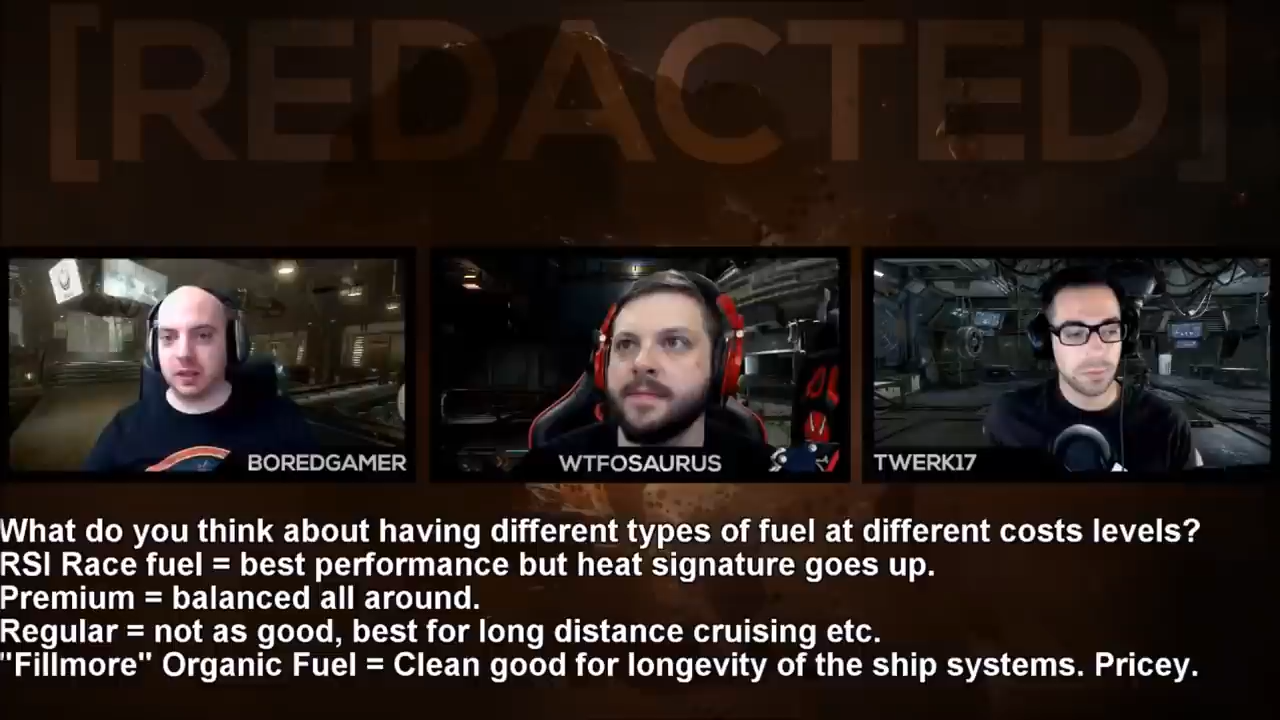 [REDACTED]
BOREDGAMER
WTFOSAURUS
TWERK17
What do you think about having different types of fuel at different costs levels?
RSI Race fuel = best performance but heat signature goes up.
Premium = balanced all around.
Regular = not as good, best for long distance cruising etc.
"Fillmore" Organic Fuel = Clean good for longevity of the ship systems. Pricey.